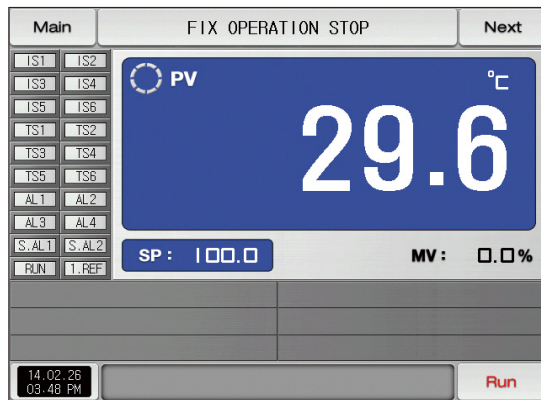 Main FIX OPERATION STOP Next
IS1 IS2
IS3 IS4
IS5 IS6
TS1 TS2
TS3 TS4
TS5 TS6
AL1 AL2
AL3 AL4
S.AL1 S.AL2
RUN 1.REF
PV °C
29.6
SP : 100.0 MV : 0.0%
14.02.26
03:48 PM
Run